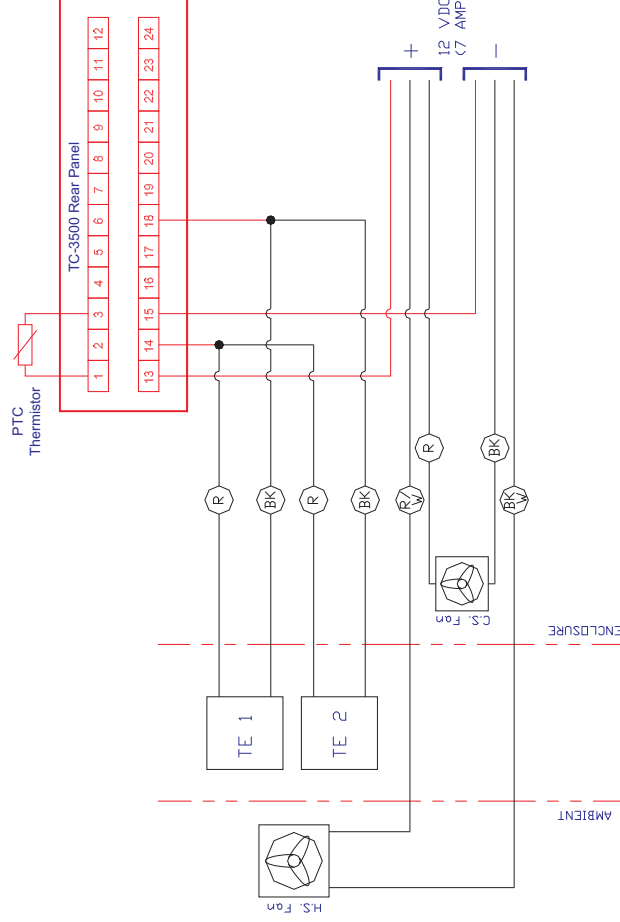 PTC
Thermistor
TC-3500 Rear Panel
1 2 3 4 5 6 7 8 9 10 11 12
13 14 15 16 17 18 19 20 21 22 23 24
R
BK
R
BK
R/
W
R
BK
BK
W
+
12 VDC
(7 AMP
-
C.S. Fan
ENCLOSURE
TE 1
TE 2
AMBIENT
H.S. Fan